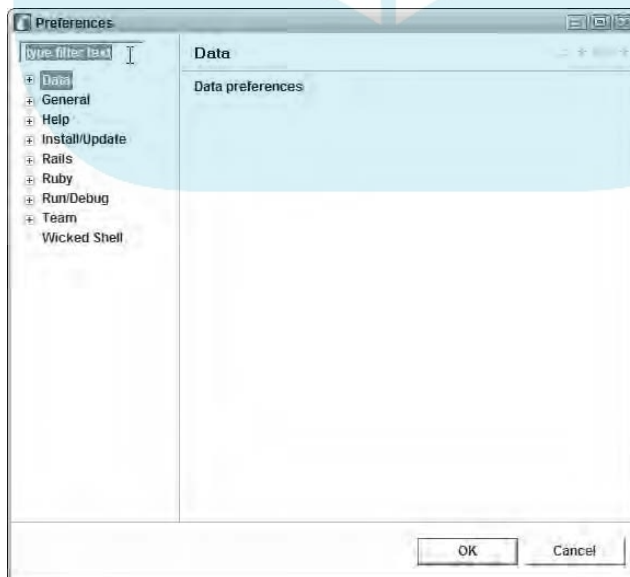 Preferences
type filter text
Data
General
Help
Install/Update
Rails
Ruby
Run/Debug
Team
Wicked Shell
Data
Data preferences
OK
Cancel